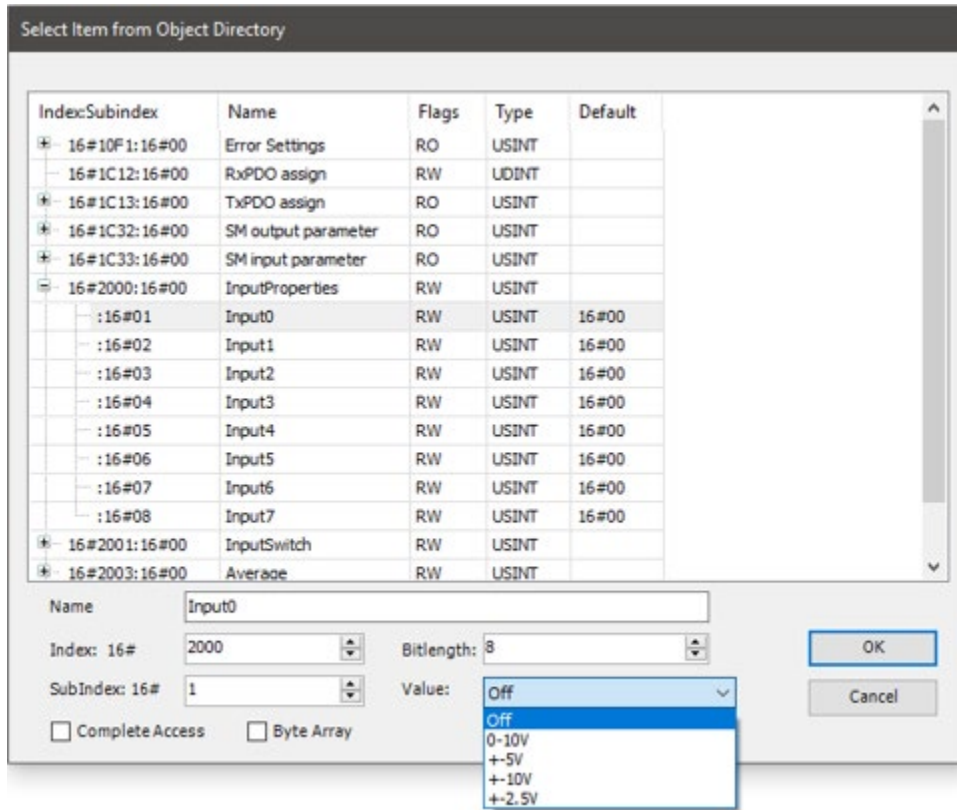 Select Item from Object Directory
Index:Subindex Name Flags Type Default
16#10F1:16#00 Error Settings RO USINT
16#1C12:16#00 RxPDO assign RW UDINT
16#1C13:16#00 TxPDO assign RO USINT
16#1C32:16#00 SM output parameter RO USINT
16#1C33:16#00 SM input parameter RO USINT
16#2000:16#00 InputProperties RW USINT
:16#01 Input0 RW USINT 16#00
:16#02 Input1 RW USINT 16#00
:16#03 Input2 RW USINT 16#00
:16#04 Input3 RW USINT 16#00
:16#05 Input4 RW USINT 16#00
:16#06 Input5 RW USINT 16#00
:16#07 Input6 RW USINT 16#00
:16#08 Input7 RW USINT 16#00
16#2001:16#00 InputSwitch RW USINT
16#2003:16#00 Average RW USINT
Name Input0
Index: 16# 2000 Bitlength: 8 OK
SubIndex: 16# 1 Value: Off Cancel
Complete Access Byte Array
Off
0-10V
+-5V
+-10V
+-2.5V